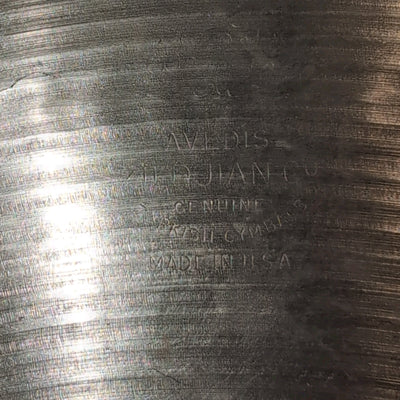 AVEDIS
ZILDJIAN CO
GENUINE
CYMBALS
MADE IN U.S.A